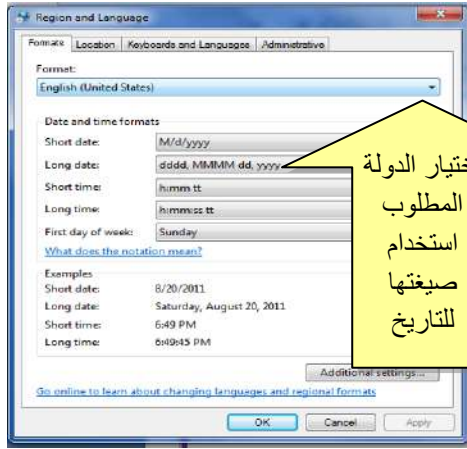 Region and Language
Formats Location Keyboards and Languages Administrative
Format:
English (United States)
Date and time formats
Short date: M/d/yyyy
Long date: dddd, MMMM dd, yyyy
Short time: h:mm tt
Long time: h:mm:ss tt
First day of week: Sunday
What does the notation mean?
Examples
Short date: 8/20/2011
Long date: Saturday, August 20, 2011
Short time: 6:49 PM
Long time: 6:49:45 PM
Additional settings...
Go online to learn about changing languages and regional formats
OK Cancel Apply
ختيار الدولة
المطلوب
استخدام
صيغتها
للتاريخ